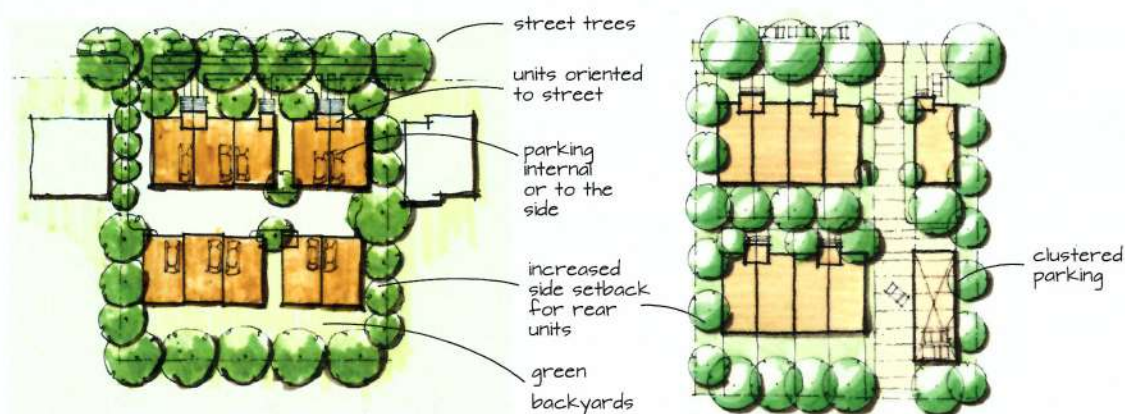 street trees
units oriented
to street
parking
internal
or to the
side
increased
side setback
for rear
units
green
backyards
clustered
parking